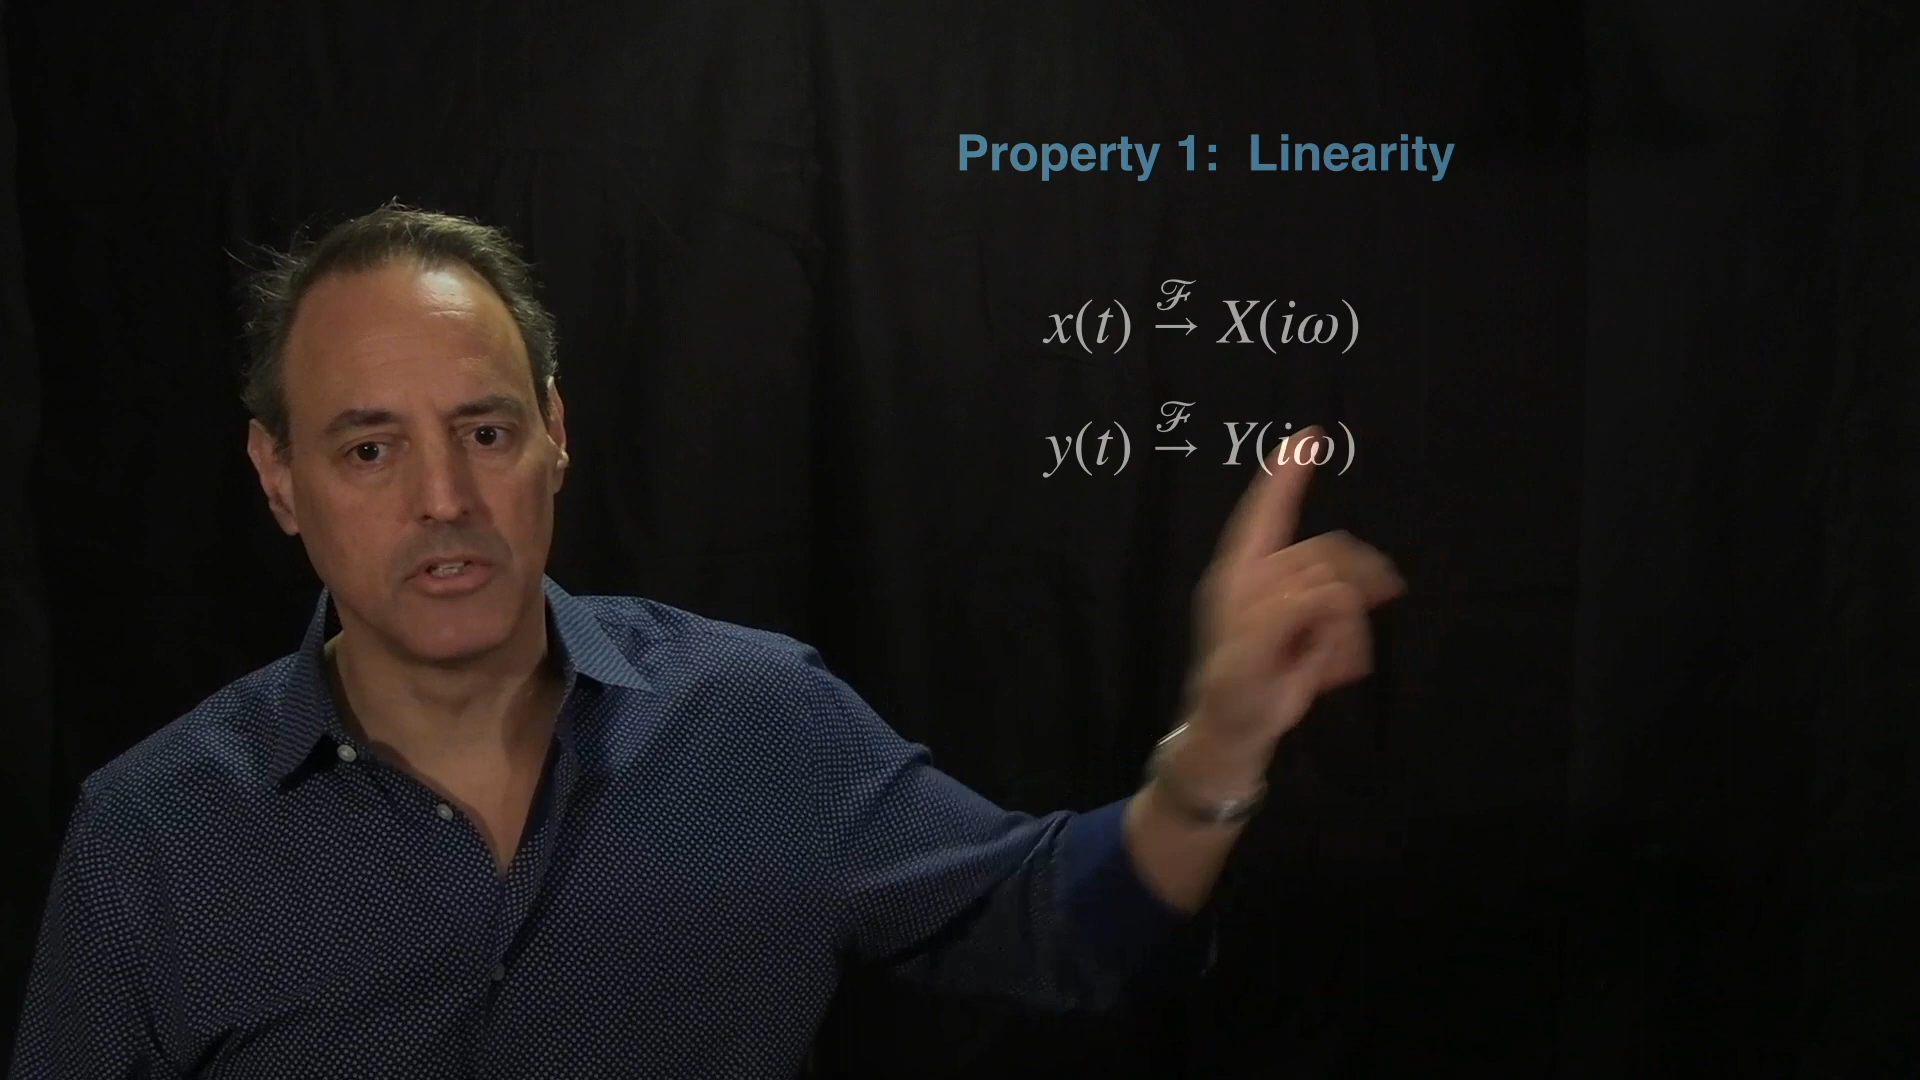 Property 1: Linearity
x(t) ℱ→ X(iω)
y(t) ℱ→ Y(iω)